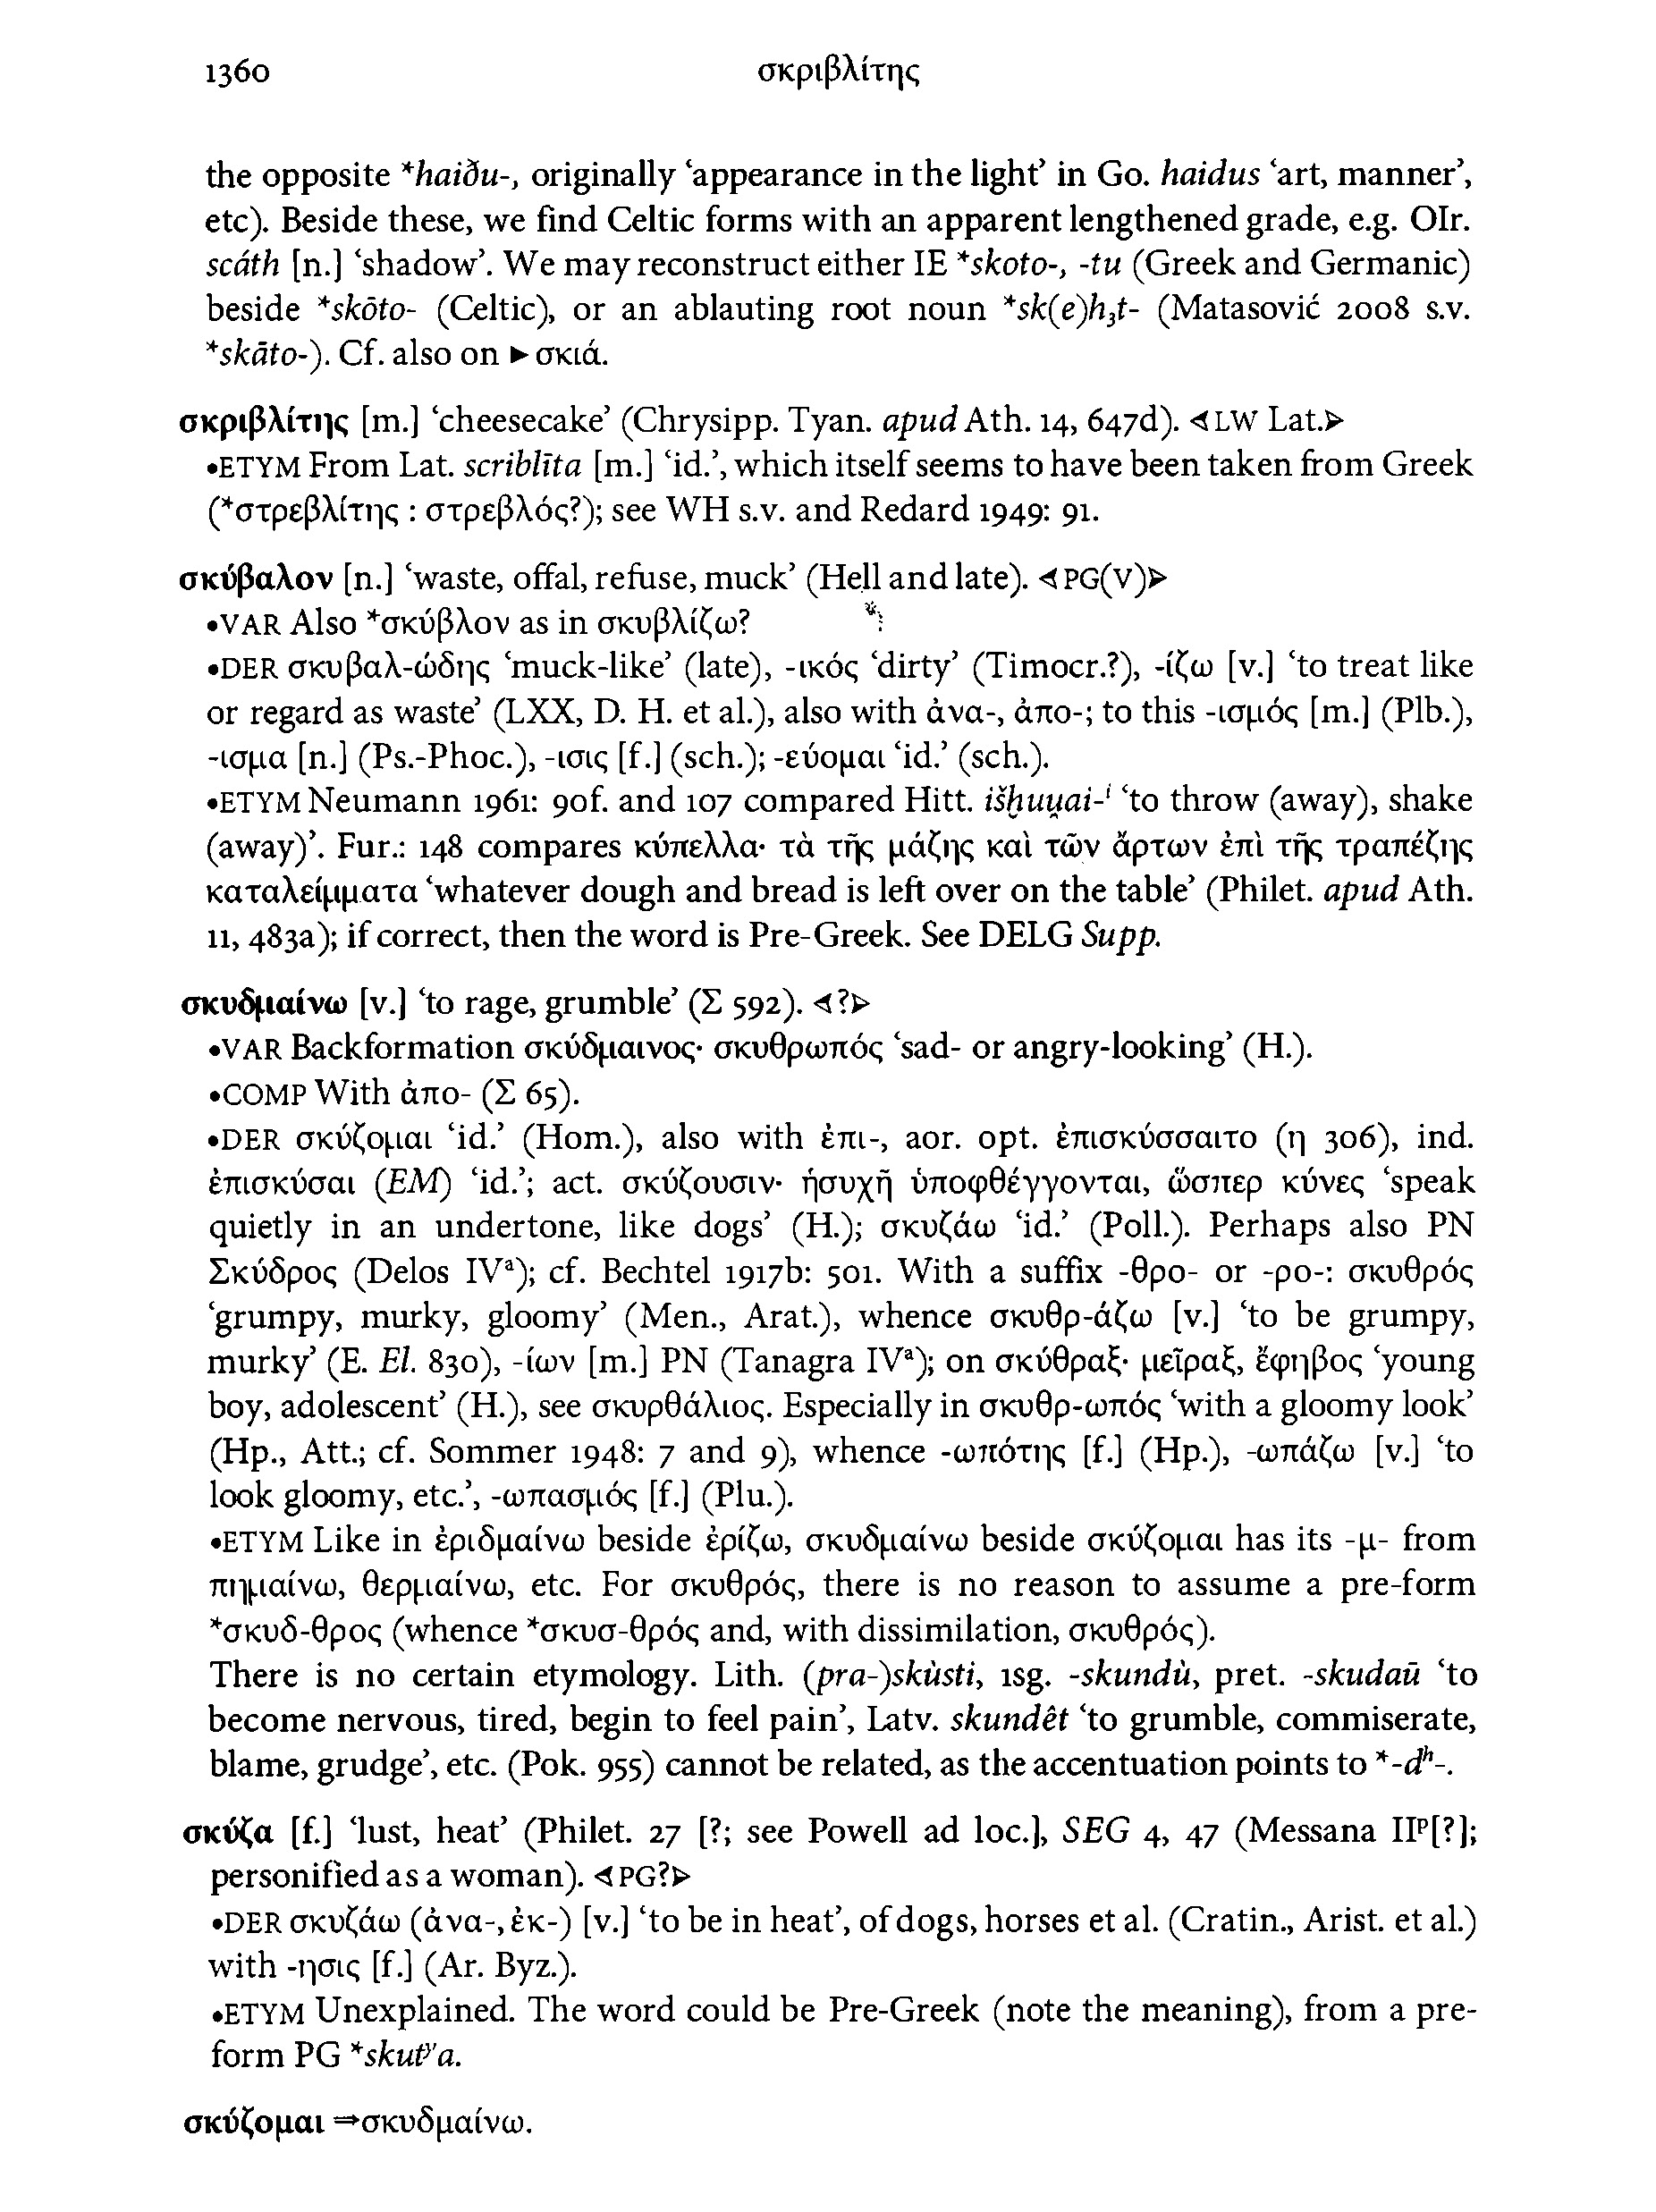 1360 σκριβλίτης
the opposite *haiðu-, originally ‘appearance in the light’ in Go. haidus ‘art, manner’,
etc). Beside these, we find Celtic forms with an apparent lengthened grade, e.g. OIr.
scáth [n.] ‘shadow’. We may reconstruct either IE *skoto-, -tu (Greek and Germanic)
beside *skōto- (Celtic), or an ablauting root noun *sk(e)h₃t- (Matasović 2008 s.v.
*skāto-). Cf. also on ►σκιά.
σκριβλίτης [m.] ‘cheesecake’ (Chrysipp. Tyan. apud Ath. 14, 647d). ⊲LW Lat.⊳
•ETYM From Lat. scriblīta [m.] ‘id.’, which itself seems to have been taken from Greek
(*στρεβλίτης : στρεβλός?); see WH s.v. and Redard 1949: 91.
σκύβαλον [n.] ‘waste, offal, refuse, muck’ (Hell and late). ⊲PG(V)⊳
•VAR Also *σκύβλον as in σκυβλίζω?
•DER σκυβαλ-ώδης ‘muck-like’ (late), -ικός ‘dirty’ (Timocr.?), -ίζω [v.] ‘to treat like
or regard as waste’ (LXX, D. H. et al.), also with ἀνα-, ἀπο-; to this -ισμός [m.] (Plb.),
-ισμα [n.] (Ps.-Phoc.), -ισις [f.] (sch.); -εύομαι ‘id.’ (sch.).
•ETYM Neumann 1961: 90f. and 107 compared Hitt. išḫuu̯ai-ⁱ ‘to throw (away), shake
(away)’. Fur.: 148 compares κύπελλα· τὰ τῆς μάζης καὶ τῶν ἄρτων ἐπὶ τῆς τραπέζης
καταλείμματα ‘whatever dough and bread is left over on the table’ (Philet. apud Ath.
11, 483a); if correct, then the word is Pre-Greek. See DELG Supp.
σκυδμαίνω [v.] ‘to rage, grumble’ (Σ 592). ⊲?⊳
•VAR Backformation σκύδμαινος· σκυθρωπός ‘sad- or angry-looking’ (H.).
•COMP With ἀπο- (Σ 65).
•DER σκύζομαι ‘id.’ (Hom.), also with ἐπι-, aor. opt. ἐπισκύσσαιτο (η 306), ind.
ἐπισκύσαι (EM) ‘id.’; act. σκύζουσιν· ἡσυχῆ ὑποφθέγγονται, ὥσπερ κύνες ‘speak
quietly in an undertone, like dogs’ (H.); σκυζάω ‘id.’ (Poll.). Perhaps also PN
Σκύδρος (Delos IVᵃ); cf. Bechtel 1917b: 501. With a suffix -θρο- or -ρο-: σκυθρός
‘grumpy, murky, gloomy’ (Men., Arat.), whence σκυθρ-άζω [v.] ‘to be grumpy,
murky’ (E. El. 830), -ίων [m.] PN (Tanagra IVᵃ); on σκύθραξ· μεῖραξ, ἔφηβος ‘young
boy, adolescent’ (H.), see σκυρθάλιος. Especially in σκυθρ-ωπός ‘with a gloomy look’
(Hp., Att.; cf. Sommer 1948: 7 and 9), whence -ωπότης [f.] (Hp.), -ωπάζω [v.] ‘to
look gloomy, etc.’, -ωπασμός [f.] (Plu.).
•ETYM Like in ἐριδμαίνω beside ἐρίζω, σκυδμαίνω beside σκύζομαι has its -μ- from
πημαίνω, θερμαίνω, etc. For σκυθρός, there is no reason to assume a pre-form
*σκυδ-θρος (whence *σκυσ-θρός and, with dissimilation, σκυθρός).
There is no certain etymology. Lith. (pra-)skùsti, 1sg. -skundù, pret. -skudaũ ‘to
become nervous, tired, begin to feel pain’, Latv. skundêt ‘to grumble, commiserate,
blame, grudge’, etc. (Pok. 955) cannot be related, as the accentuation points to *-dʰ-.
σκύζα [f.] ‘lust, heat’ (Philet. 27 [?; see Powell ad loc.], SEG 4, 47 (Messana IIᵖ[?];
personified as a woman). ⊲PG?⊳
•DER σκυζάω (ἀνα-, ἐκ-) [v.] ‘to be in heat’, of dogs, horses et al. (Cratin., Arist. et al.)
with -ησις [f.] (Ar. Byz.).
•ETYM Unexplained. The word could be Pre-Greek (note the meaning), from a pre-
form PG *skutʸa.
σκύζομαι ⇒σκυδμαίνω.